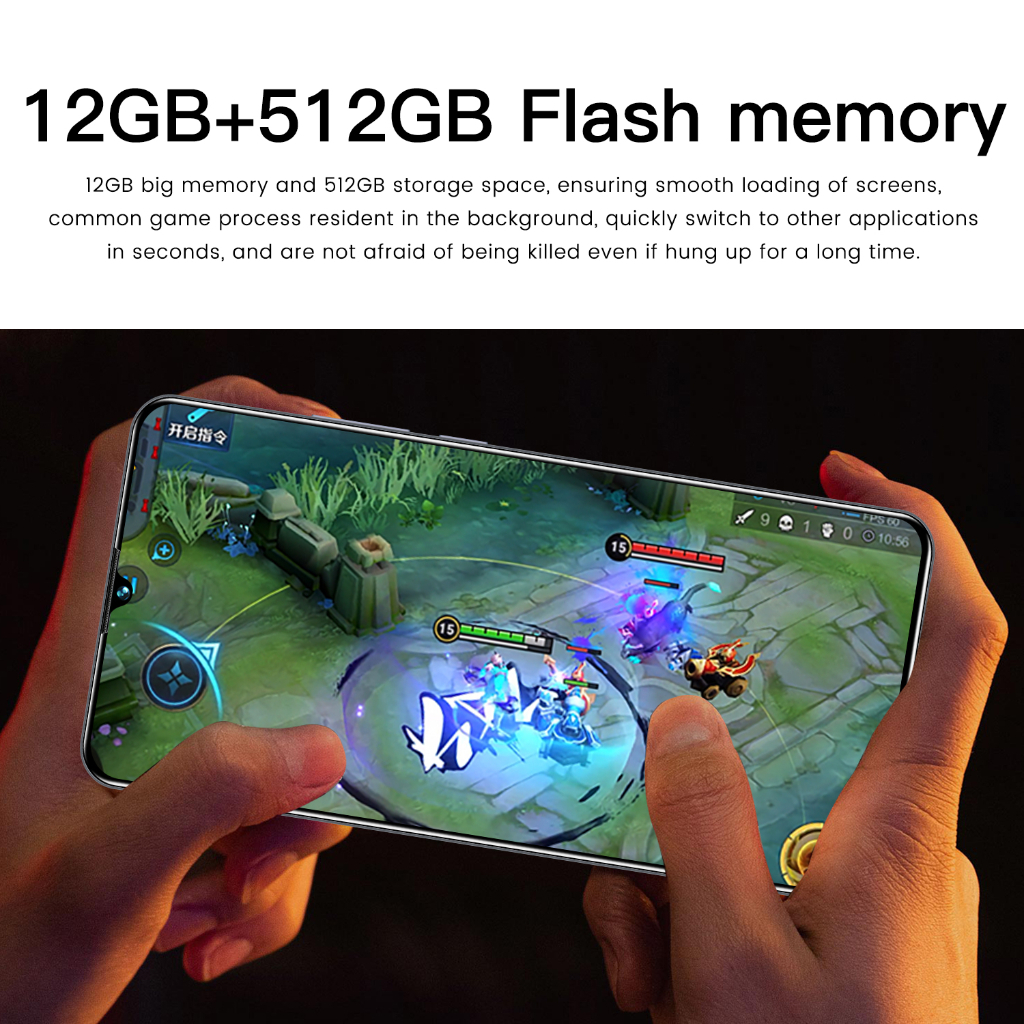 12GB+512GB Flash memory
12GB big memory and 512GB storage space, ensuring smooth loading of screens,
common game process resident in the background, quickly switch to other applications
in seconds, and are not afraid of being killed even if hung up for a long time.
开启指令
FPS 60
9 1 0 10:56
15
15